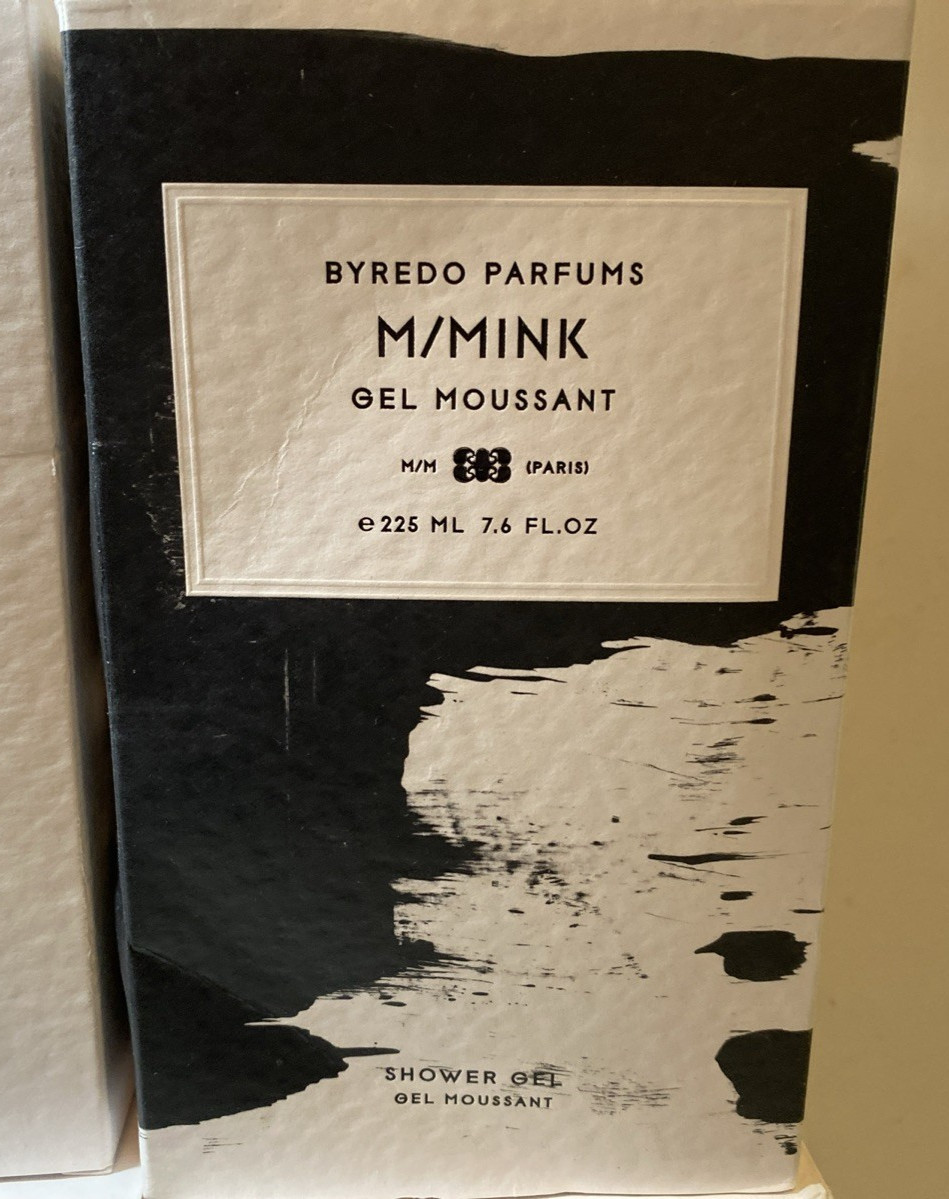 BYREDO PARFUMS
M/MINK
GEL MOUSSANT
M/M (PARIS)
℮225 ML 7.6 FL.OZ
SHOWER GEL
GEL MOUSSANT